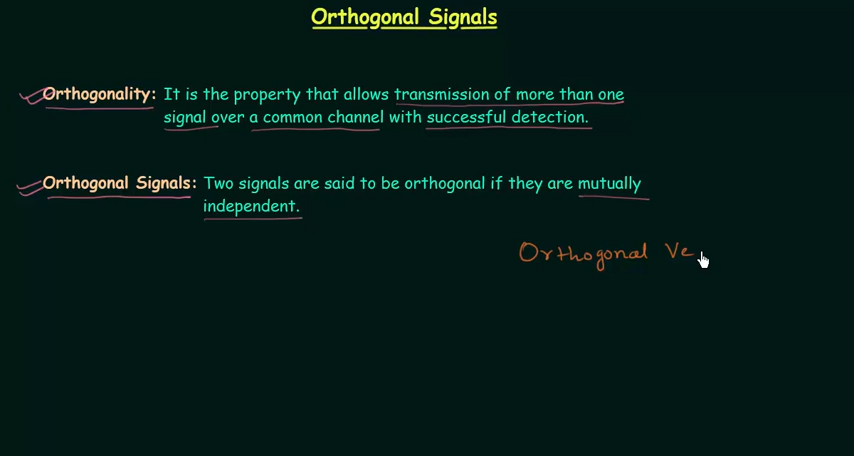 Orthogonal Signals
Orthogonality: It is the property that allows transmission of more than one
signal over a common channel with successful detection.
Orthogonal Signals: Two signals are said to be orthogonal if they are mutually
independent.
Orthogonal Ve